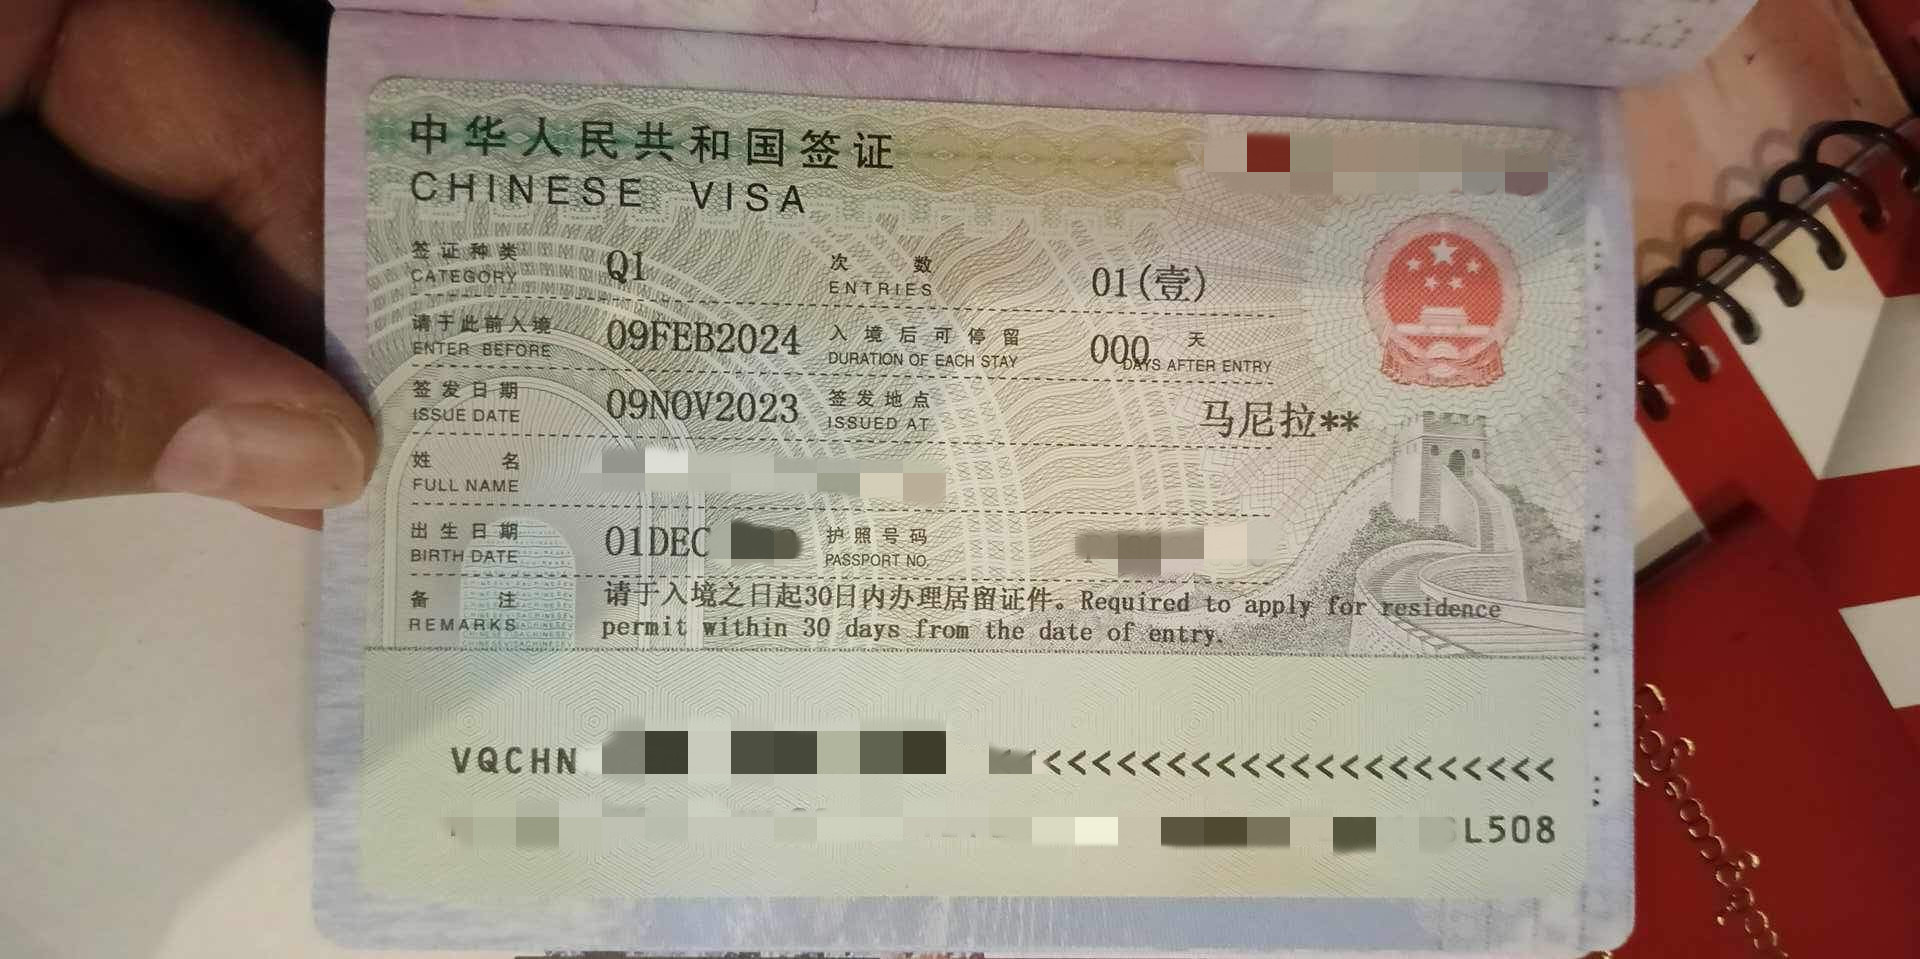 中华人民共和国签证
CHINESE VISA
签证种类 Q1 次数 01(壹)
CATEGORY ENTRIES
请于此前入境 09FEB2024 入境后可停留 000 天
ENTER BEFORE DURATION OF EACH STAY DAYS AFTER ENTRY
签发日期 09NOV2023 签发地点 马尼拉**
ISSUE DATE ISSUED AT
姓名
FULL NAME
出生日期 01DEC 护照号码
BIRTH DATE PASSPORT NO.
备注 请于入境之日起30日内办理居留证件。Required to apply for residence
REMARKS permit within 30 days from the date of entry.
VQCHN <<<<<<<<<<<<<<<<<<<<<
L508